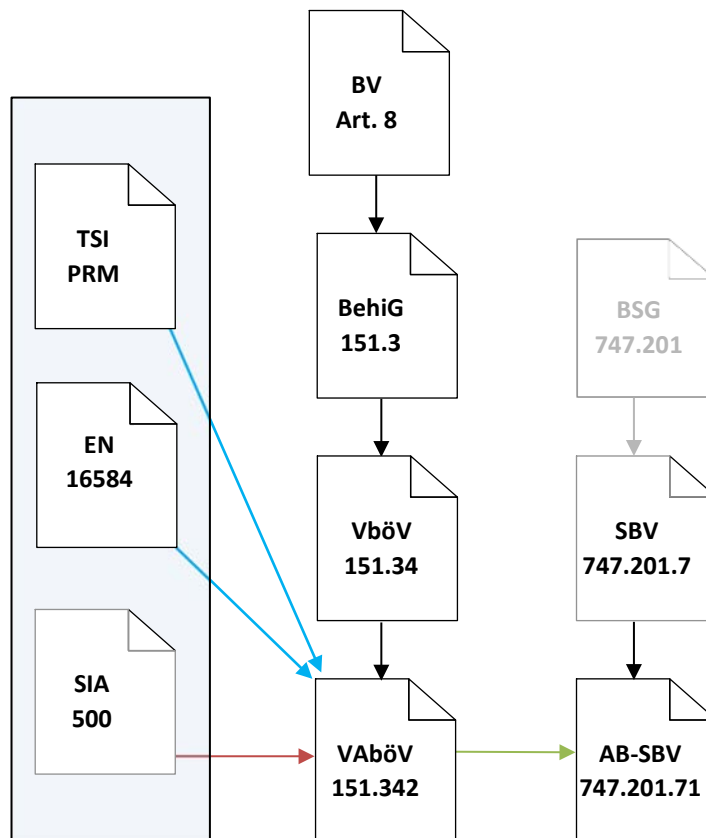 BV
Art. 8
TSI
PRM
BehiG
151.3
BSG
747.201
EN
16584
VböV
151.34
SBV
747.201.7
SIA
500
VAböV
151.342
AB-SBV
747.201.71